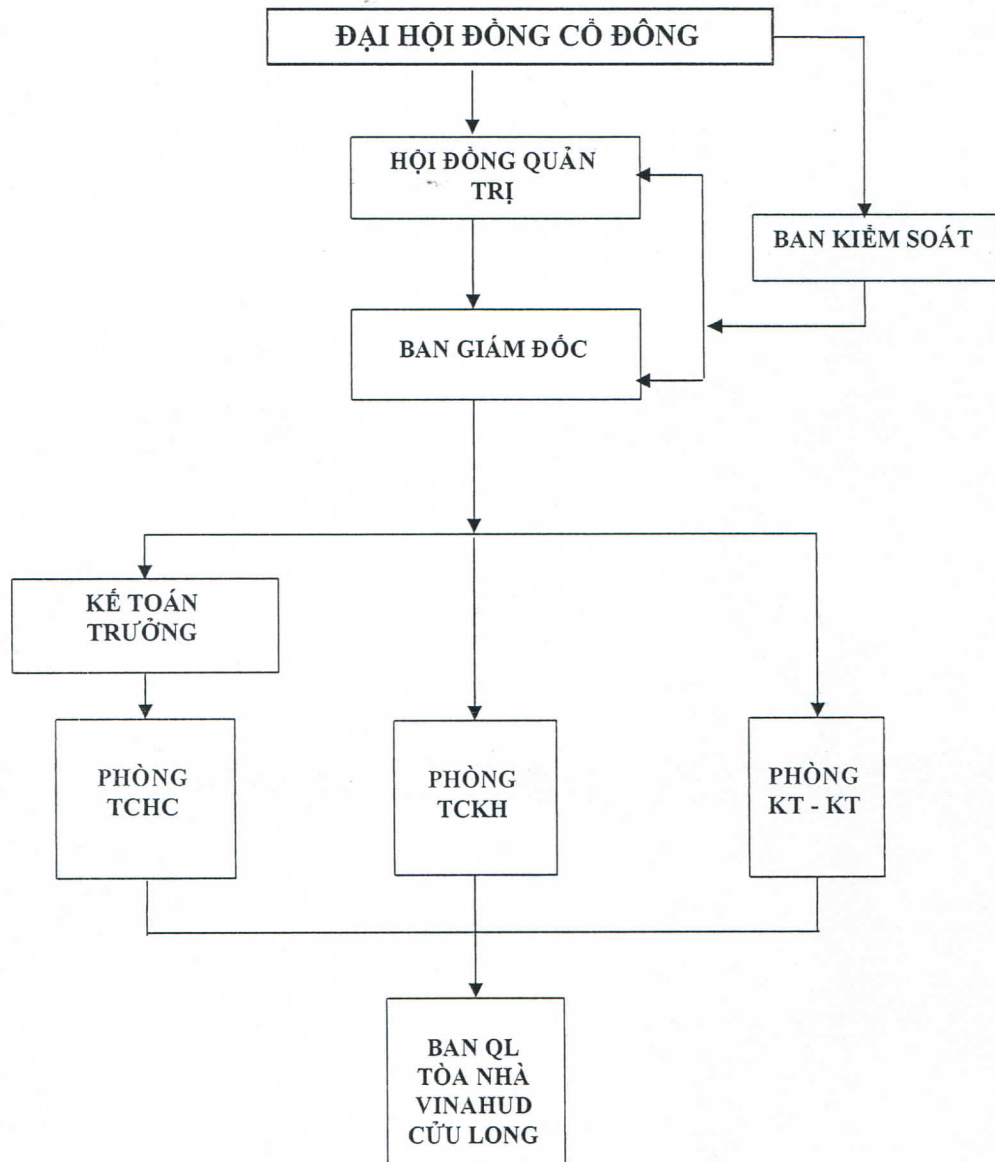 ĐẠI HỘI ĐỒNG CỔ ĐÔNG
HỘI ĐỒNG QUẢN
TRỊ
BAN KIỂM SOÁT
BAN GIÁM ĐỐC
KẾ TOÁN
TRƯỞNG
PHÒNG
TCHC
PHÒNG
TCKH
PHÒNG
KT - KT
BAN QL
TÒA NHÀ
VINAHUD
CỬU LONG